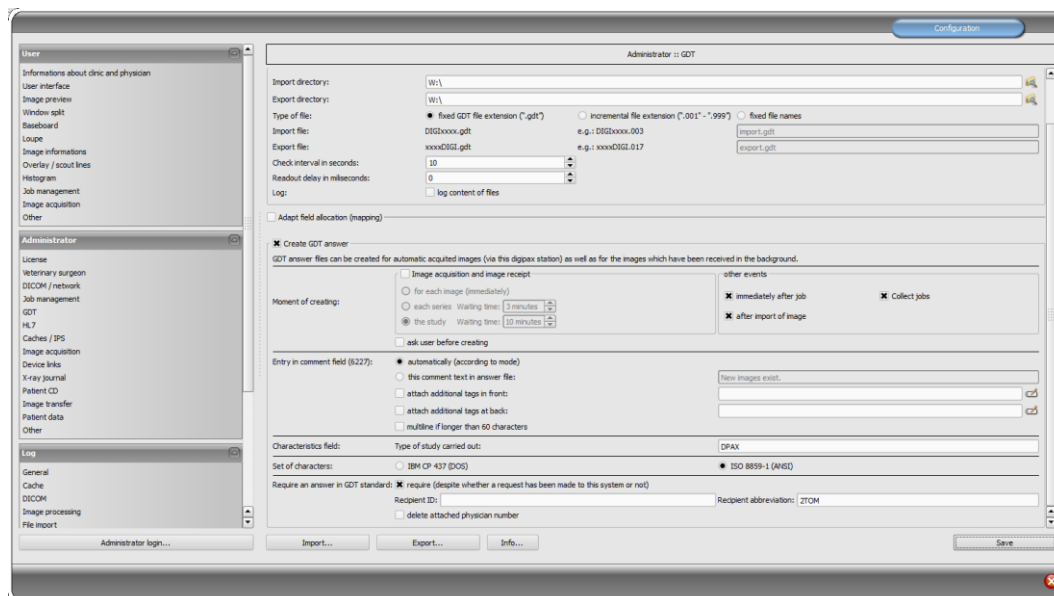 Configuration
User
Informations about clinic and physician
User interface
Image preview
Window split
Baseboard
Loupe
Image informations
Overlay / scout lines
Histogram
Job management
Image acquisition
Other
Administrator
License
Veterinary surgeon
DICOM / network
Job management
GDT
HL7
Caches / IPS
Image acquisition
Device links
X-ray journal
Patient CD
Image transfer
Patient data
Other
Log
General
Cache
DICOM
Image processing
File import
Administrator login...
Administrator :: GDT
Import directory: W:\
Export directory: W:\
Type of file: fixed GDT file extension (".gdt") incremental file extension (".001" - ".999") fixed file names
Import file: DIGIxxxx.gdt e.g.: DIGIxxxx.003 import.gdt
Export file: xxxxDIGI.gdt e.g.: xxxxDIGI.017 export.gdt
Check interval in seconds: 10
Readout delay in miliseconds: 0
Log: log content of files
Adapt field allocation (mapping)
Create GDT answer
GDT answer files can be created for automatic acquited images (via this digipax station) as well as for the images which have been received in the background.
Image acquisition and image receipt other events
for each image (immediately)
Moment of creating: each series Waiting time: 3 minutes immediately after job Collect jobs
the study Waiting time: 10 minutes after import of image
ask user before creating
Entry in comment field (6227): automatically (according to mode)
this comment text in answer file: New images exist.
attach additional tags in front:
attach additional tags at back:
multiline if longer than 60 characters
Characteristics field: Type of study carried out: DPAX
Set of characters: IBM CP 437 (DOS) ISO 8859-1 (ANSI)
Require an answer in GDT standard: require (despite whether a request has been made to this system or not)
Recipient ID: Recipient abbreviation: 2TOM
delete attached physician number
Import... Export... Info... Save